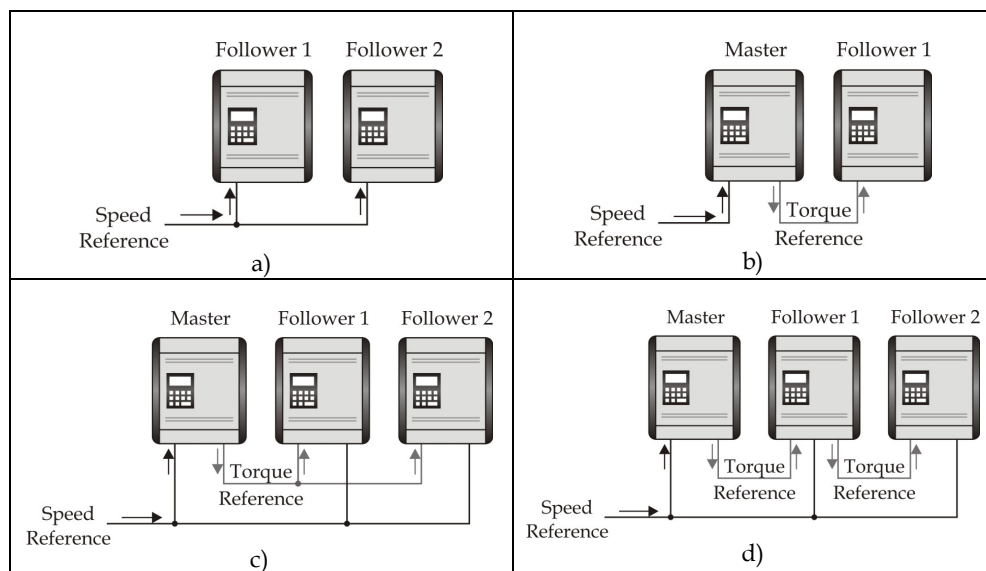 Follower 1 Follower 2
Speed
Reference
a)
Master Follower 1
Speed
Reference
Torque
Reference
b)
Master Follower 1 Follower 2
Torque
Reference
Speed
Reference
c)
Master Follower 1 Follower 2
Torque Torque
Reference Reference
Speed
Reference
d)